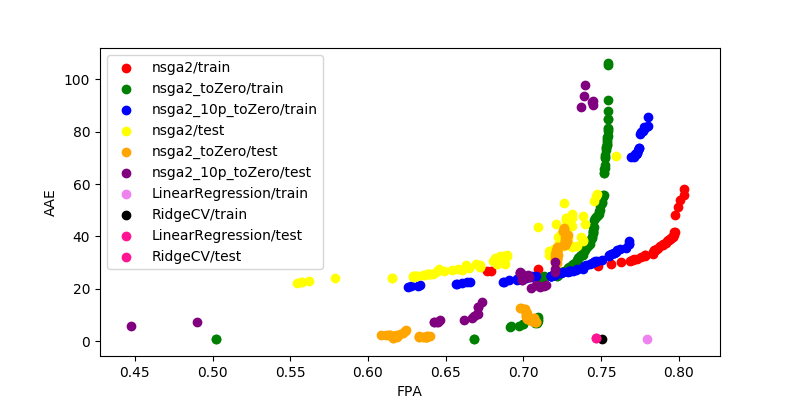 nsga2/train
nsga2_toZero/train
nsga2_10p_toZero/train
nsga2/test
nsga2_toZero/test
nsga2_10p_toZero/test
LinearRegression/train
RidgeCV/train
LinearRegression/test
RidgeCV/test
AAE
100
80
60
40
20
0
0.45 0.50 0.55 0.60 0.65 0.70 0.75 0.80
FPA